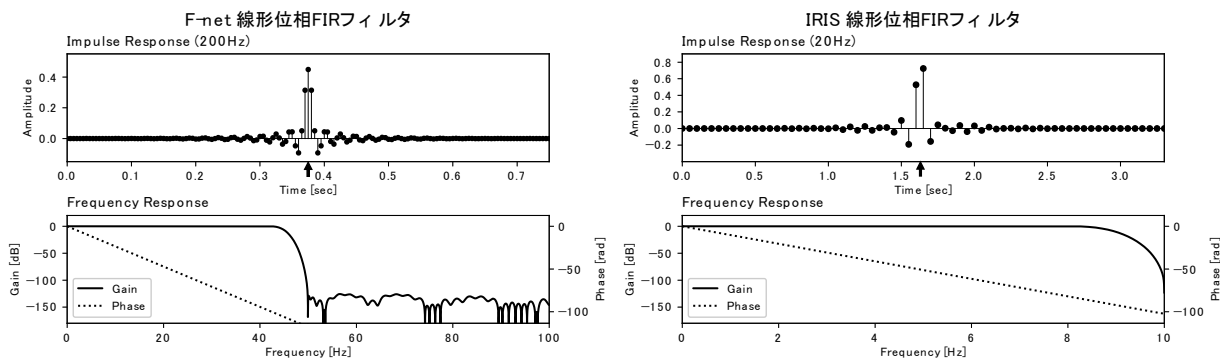 F-net 線形位相FIRフィルタ
Impulse Response (200Hz)
Amplitude
0.4
0.2
0.0
0.0 0.1 0.2 0.3 0.4 0.5 0.6 0.7
Time [sec]
Frequency Response
Gain [dB]
0
−50
−100
−150
Gain
Phase
0
−50
−100
Phase [rad]
0 20 40 60 80 100
Frequency [Hz]
IRIS 線形位相FIRフィルタ
Impulse Response (20Hz)
Amplitude
0.8
0.6
0.4
0.2
0.0
−0.2
0.0 0.5 1.0 1.5 2.0 2.5 3.0
Time [sec]
Frequency Response
Gain [dB]
0
−50
−100
−150
Gain
Phase
0
−50
−100
Phase [rad]
0 2 4 6 8 10
Frequency [Hz]